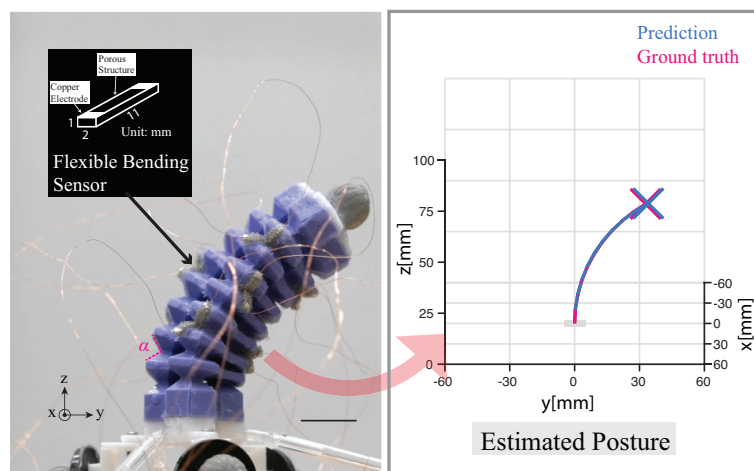 Porous
Structure
Copper
Electrode
1
2
11
Unit: mm
Flexible Bending
Sensor
α
z
x
y
Prediction
Ground truth
z[mm]
100
75
50
25
0
-60
-30
0
30
60
x[mm]
-60
-30
0
30
60
y[mm]
Estimated Posture